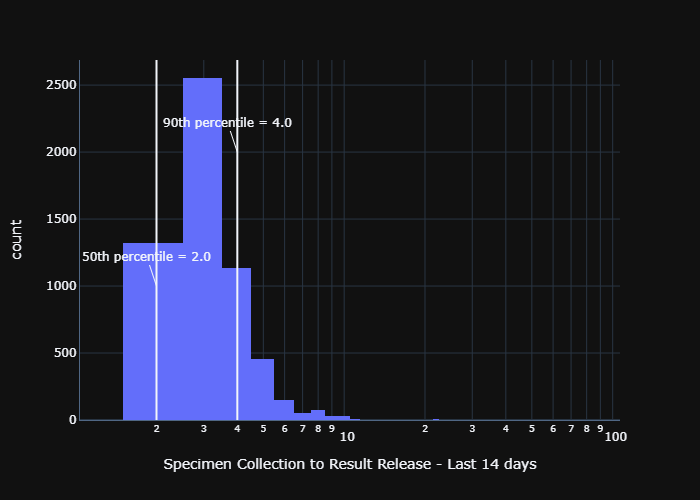 2500
90th percentile = 4.0
2000
1500
50th percentile = 2.0
1000
500
0
count
2 3 4 5 6 7 8 9 10 2 3 4 5 6 7 8 9 100
Specimen Collection to Result Release - Last 14 days